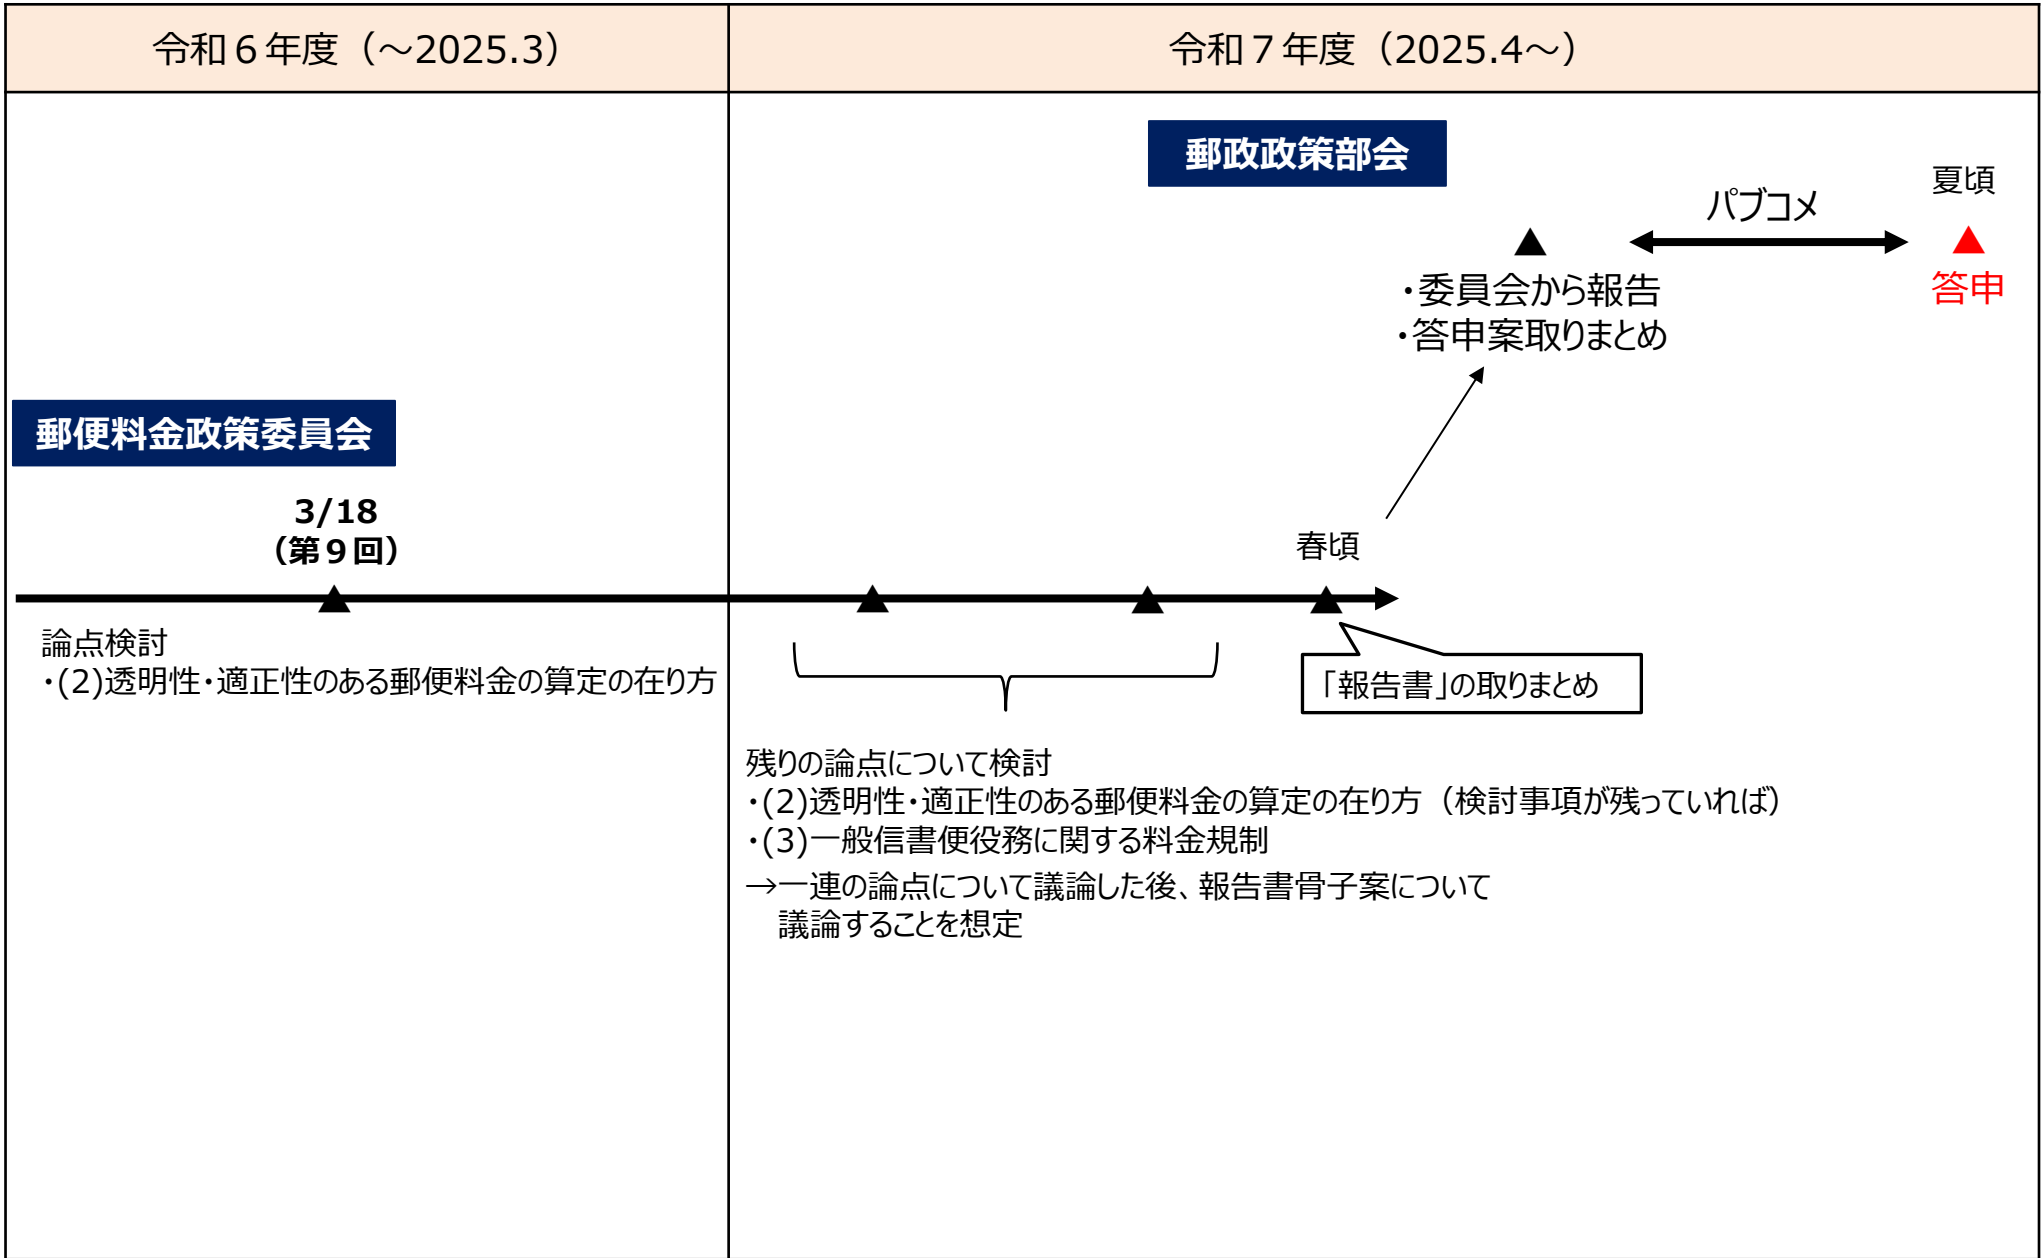 令和６年度（～2025.3）
令和７年度（2025.4～）
郵政政策部会
夏頃
パブコメ
答申
・委員会から報告
・答申案取りまとめ
郵便料金政策委員会
3/18
（第９回）
春頃
論点検討
・(2)透明性・適正性のある郵便料金の算定の在り方
「報告書」の取りまとめ
残りの論点について検討
・(2)透明性・適正性のある郵便料金の算定の在り方（検討事項が残っていれば）
・(3)一般信書便役務に関する料金規制
→一連の論点について議論した後、報告書骨子案について
議論することを想定